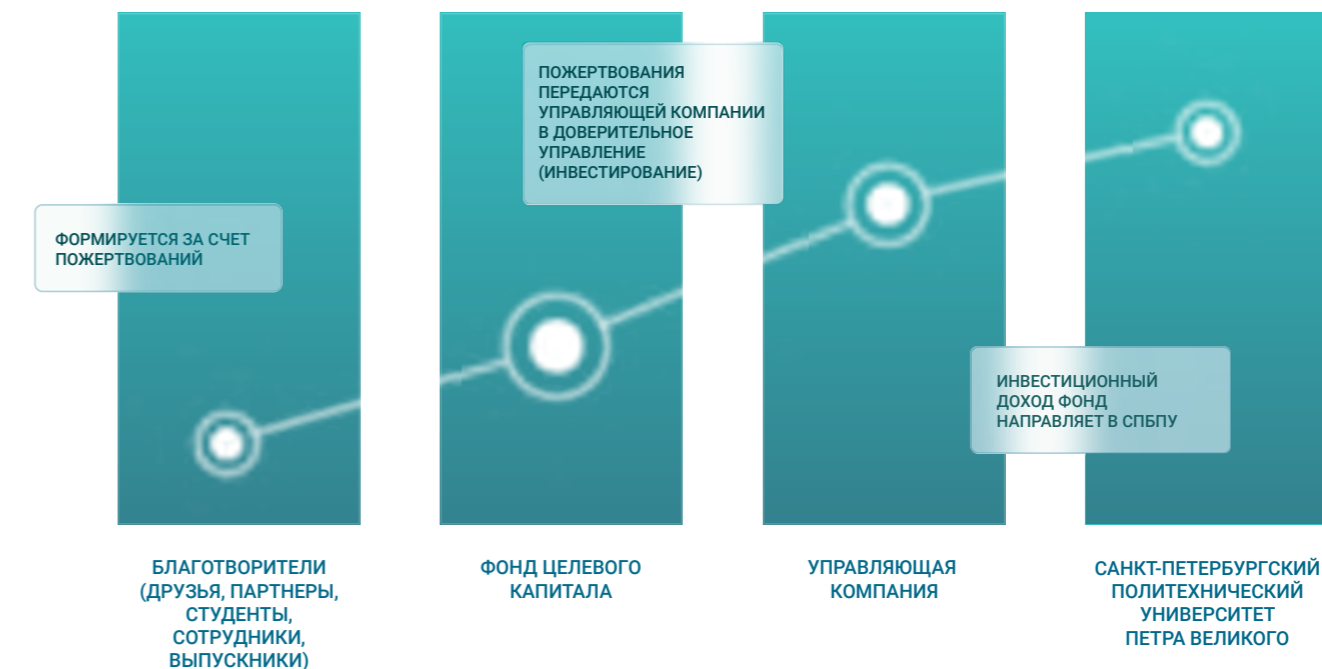 ФОРМИРУЕТСЯ ЗА СЧЕТ
ПОЖЕРТВОВАНИЙ
ПОЖЕРТВОВАНИЯ
ПЕРЕДАЮТСЯ
УПРАВЛЯЮЩЕЙ КОМПАНИИ
В ДОВЕРИТЕЛЬНОЕ
УПРАВЛЕНИЕ
(ИНВЕСТИРОВАНИЕ)
ИНВЕСТИЦИОННЫЙ
ДОХОД ФОНД
НАПРАВЛЯЕТ В СПБПУ
БЛАГОТВОРИТЕЛИ
(ДРУЗЬЯ, ПАРТНЕРЫ,
СТУДЕНТЫ,
СОТРУДНИКИ,
ВЫПУСКНИКИ)
ФОНД ЦЕЛЕВОГО
КАПИТАЛА
УПРАВЛЯЮЩАЯ
КОМПАНИЯ
САНКТ-ПЕТЕРБУРГСКИЙ
ПОЛИТЕХНИЧЕСКИЙ
УНИВЕРСИТЕТ
ПЕТРА ВЕЛИКОГО